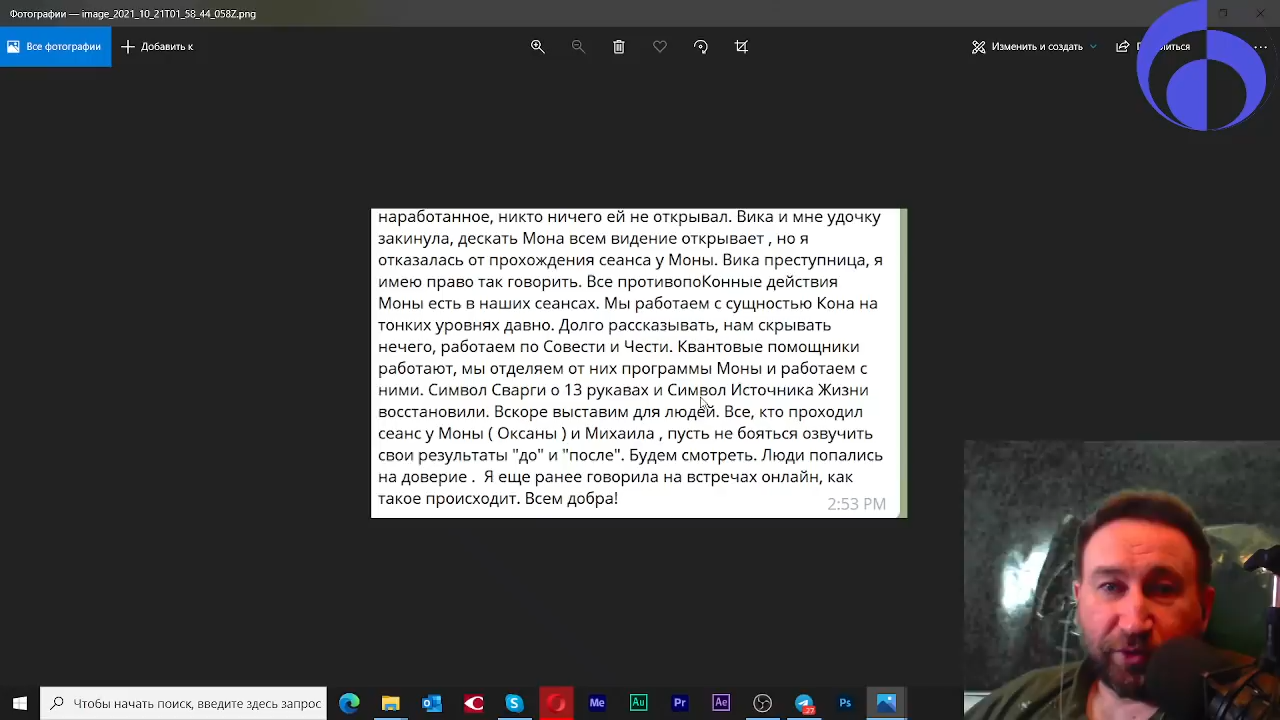 Фотографии — image_2021_10_21T01_58_44_058Z.png
Все фотографии
Добавить к
Изменить и создать
наработанное, никто ничего ей не открывал. Вика и мне удочку
закинула, дескать Мона всем видение открывает , но я
отказалась от прохождения сеанса у Моны. Вика преступница, я
имею право так говорить. Все противопоКонные действия
Моны есть в наших сеансах. Мы работаем с сущностью Кона на
тонких уровнях давно. Долго рассказывать, нам скрывать
нечего, работаем по Совести и Чести. Квантовые помощники
работают, мы отделяем от них программы Моны и работаем с
ними. Символ Сварги о 13 рукавах и Символ Источника Жизни
восстановили. Вскоре выставим для людей. Все, кто проходил
сеанс у Моны ( Оксаны ) и Михаила , пусть не бояться озвучить
свои результаты "до" и "после". Будем смотреть. Люди попались
на доверие .  Я еще ранее говорила на встречах онлайн, как
такое происходит. Всем добра!
2:53 PM
Чтобы начать поиск, введите здесь запрос
Me
Au
Pr
Ae
27
Ps